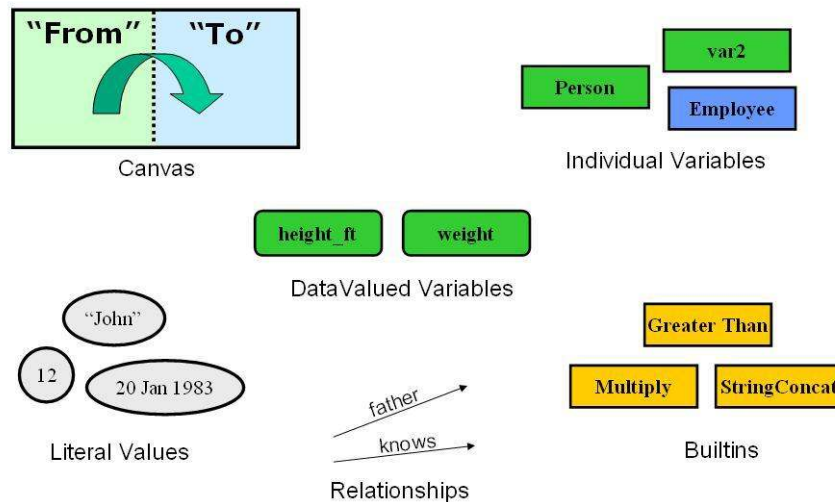 “From” “To”
Canvas
var2
Person
Employee
Individual Variables
height_ft weight
DataValued Variables
“John”
12
20 Jan 1983
Literal Values
father
knows
Relationships
Greater Than
Multiply StringConcat
Builtins